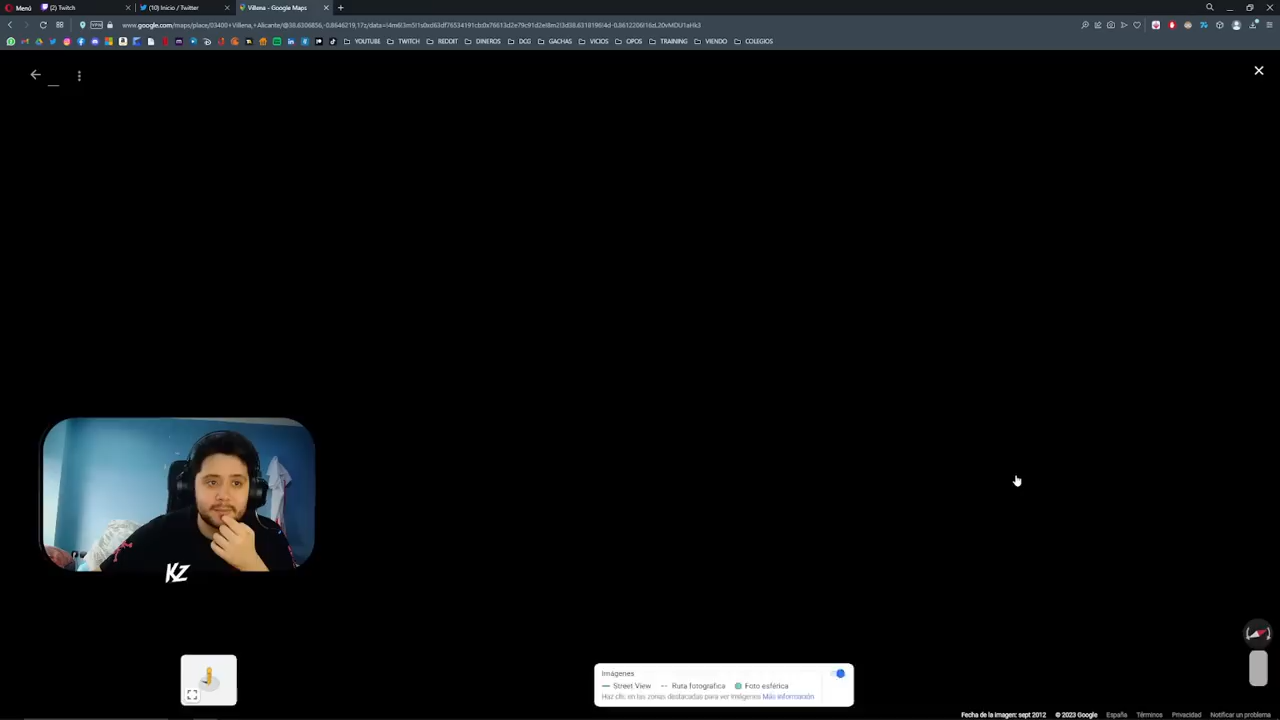 Menú
(2) Twitch
(10) Inicio / Twitter
Villena - Google Maps
VPN
YOUTUBE
TWITCH
REDDIT
DINEROS
DCG
GACHAS
VICIOS
OPOS
TRAINING
VIENDO
COLEGIOS
KZ
Imágenes
Street View
Ruta fotográfica
Foto esférica
Haz clic en las zonas destacadas para ver imágenes Más información
Fecha de la imagen: sept 2012
© 2023 Google
España
Términos
Privacidad
Notificar un problema